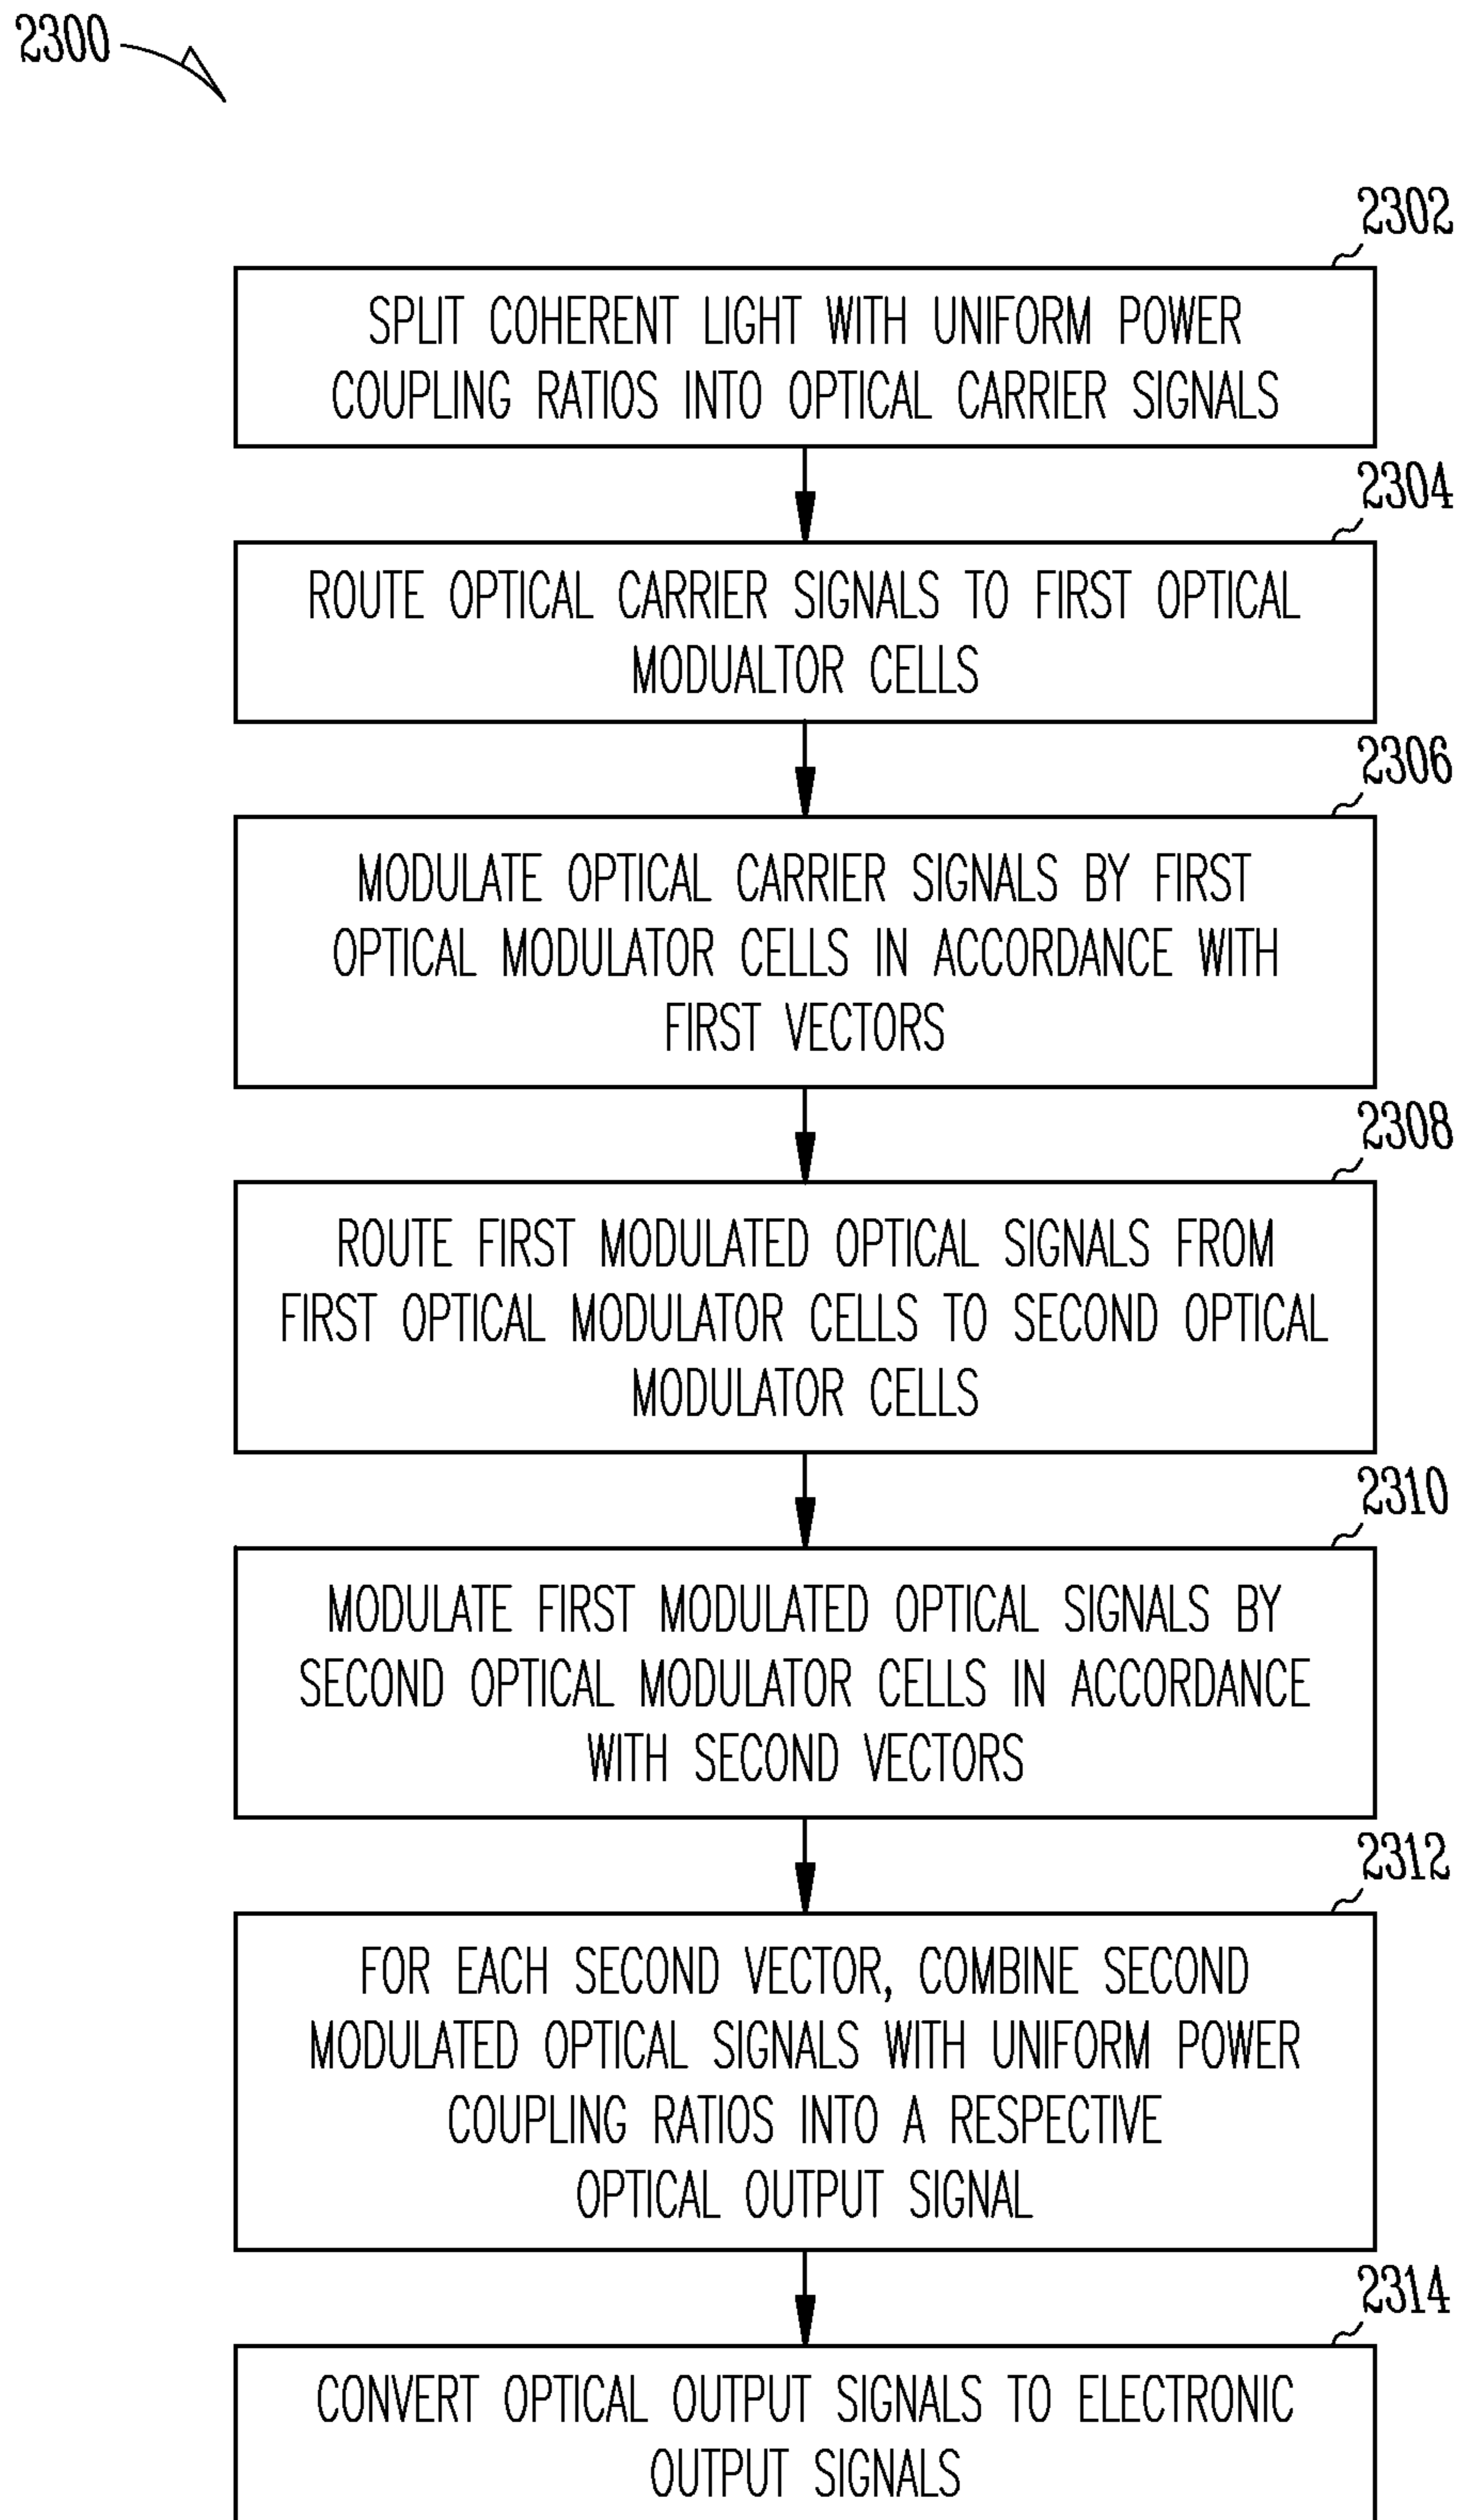 2300
2302
SPLIT COHERENT LIGHT WITH UNIFORM POWER
COUPLING RATIOS INTO OPTICAL CARRIER SIGNALS
2304
ROUTE OPTICAL CARRIER SIGNALS TO FIRST OPTICAL
MODUALTOR CELLS
2306
MODULATE OPTICAL CARRIER SIGNALS BY FIRST
OPTICAL MODULATOR CELLS IN ACCORDANCE WITH
FIRST VECTORS
2308
ROUTE FIRST MODULATED OPTICAL SIGNALS FROM
FIRST OPTICAL MODULATOR CELLS TO SECOND OPTICAL
MODULATOR CELLS
2310
MODULATE FIRST MODULATED OPTICAL SIGNALS BY
SECOND OPTICAL MODULATOR CELLS IN ACCORDANCE
WITH SECOND VECTORS
2312
FOR EACH SECOND VECTOR, COMBINE SECOND
MODULATED OPTICAL SIGNALS WITH UNIFORM POWER
COUPLING RATIOS INTO A RESPECTIVE
OPTICAL OUTPUT SIGNAL
2314
CONVERT OPTICAL OUTPUT SIGNALS TO ELECTRONIC
OUTPUT SIGNALS